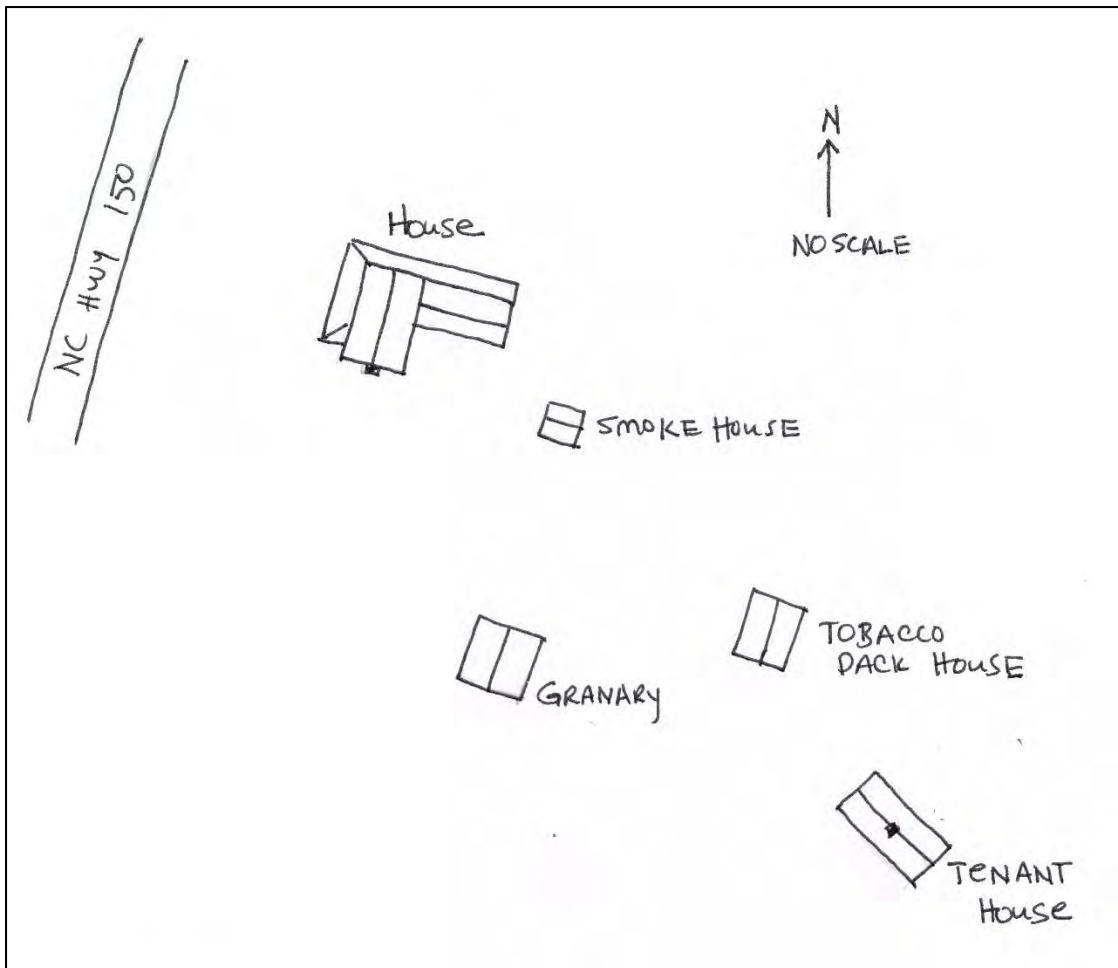 NC Hwy 150
House
N
NO SCALE
SMOKE HOUSE
TOBACCO
PACK HOUSE
GRANARY
TENANT
House